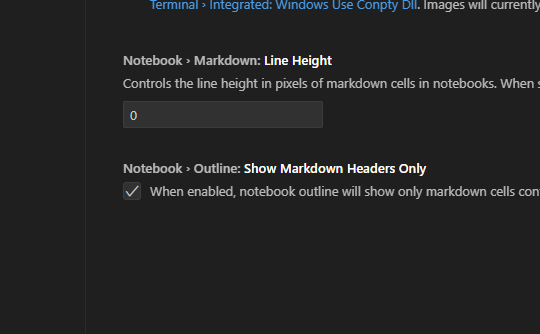 Terminal › Integrated: Windows Use Conpty Dll. Images will currently
Notebook › Markdown: Line Height
Controls the line height in pixels of markdown cells in notebooks. When s
0
Notebook › Outline: Show Markdown Headers Only
When enabled, notebook outline will show only markdown cells con